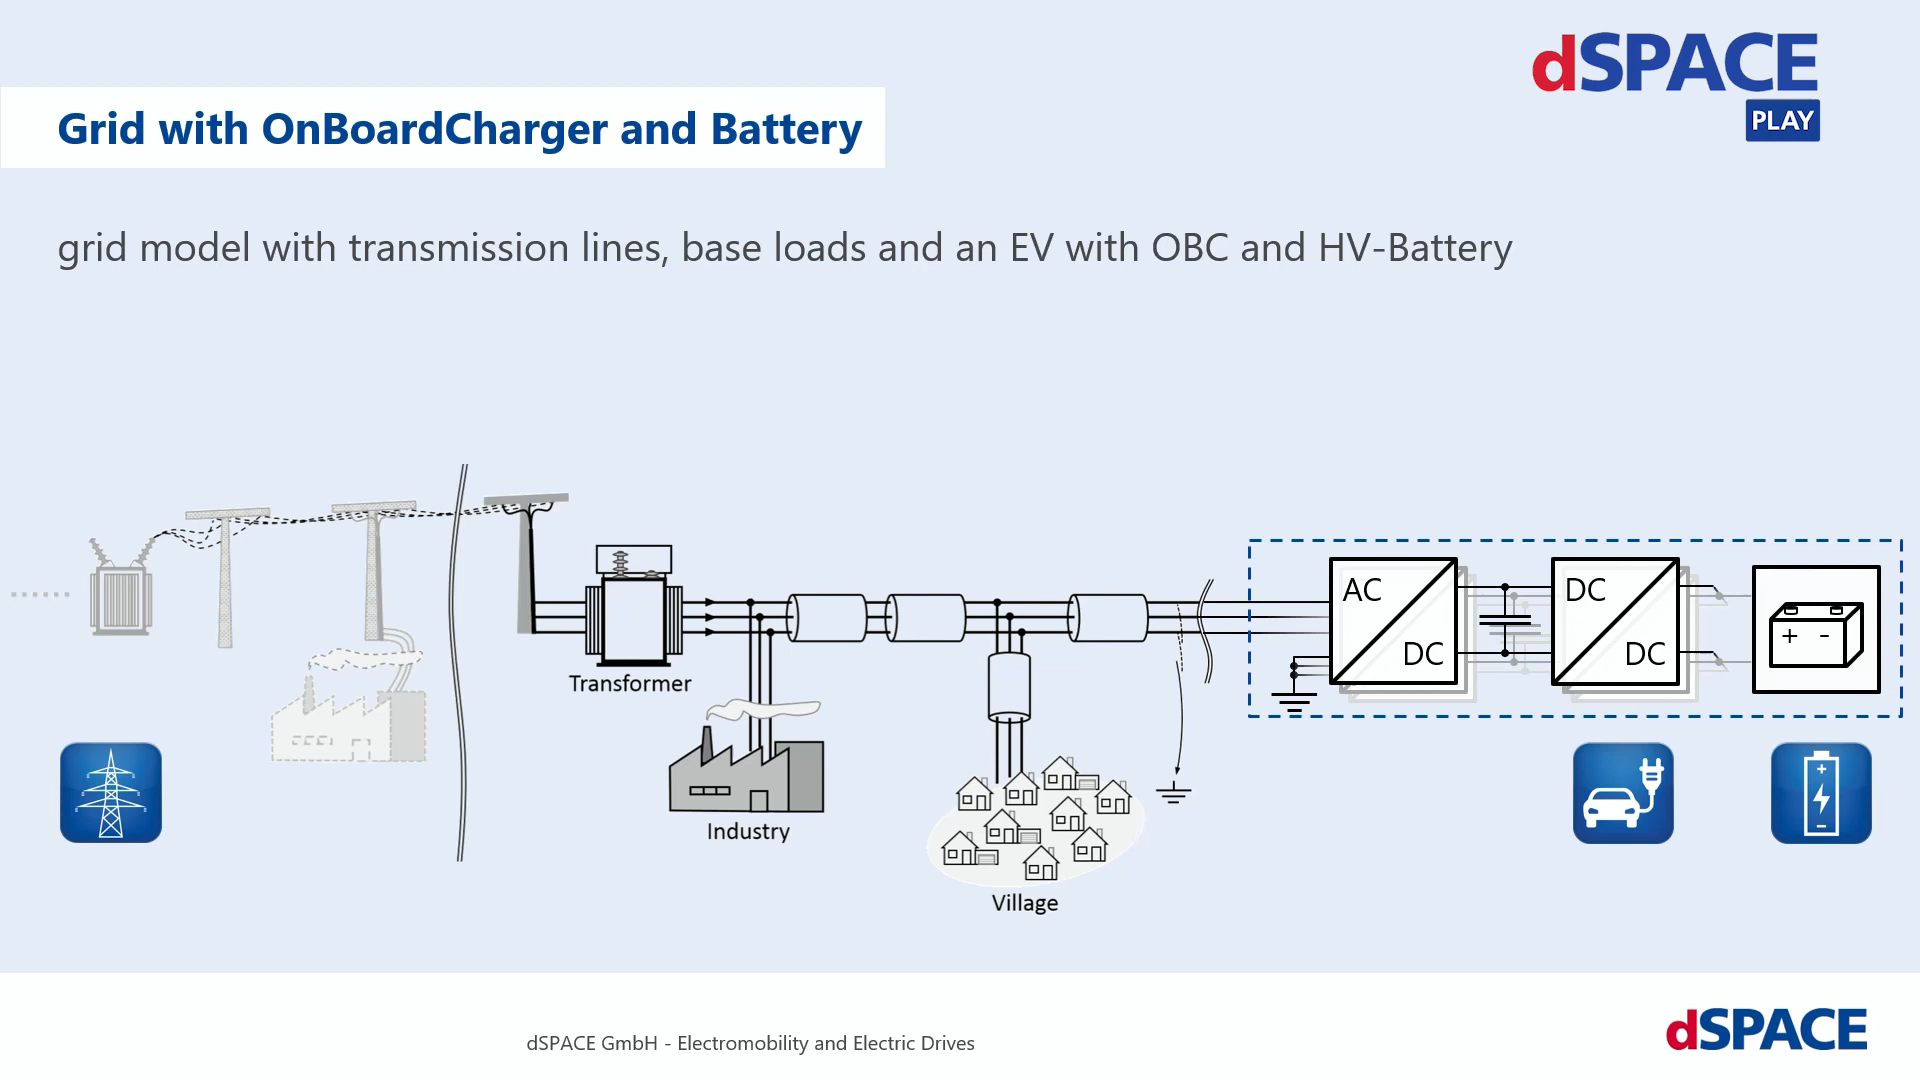 dSPACE
PLAY
Grid with OnBoardCharger and Battery
grid model with transmission lines, base loads and an EV with OBC and HV-Battery
Transformer
Industry
Village
AC
DC
DC
DC
+ -
+
-
dSPACE GmbH - Electromobility and Electric Drives
dSPACE